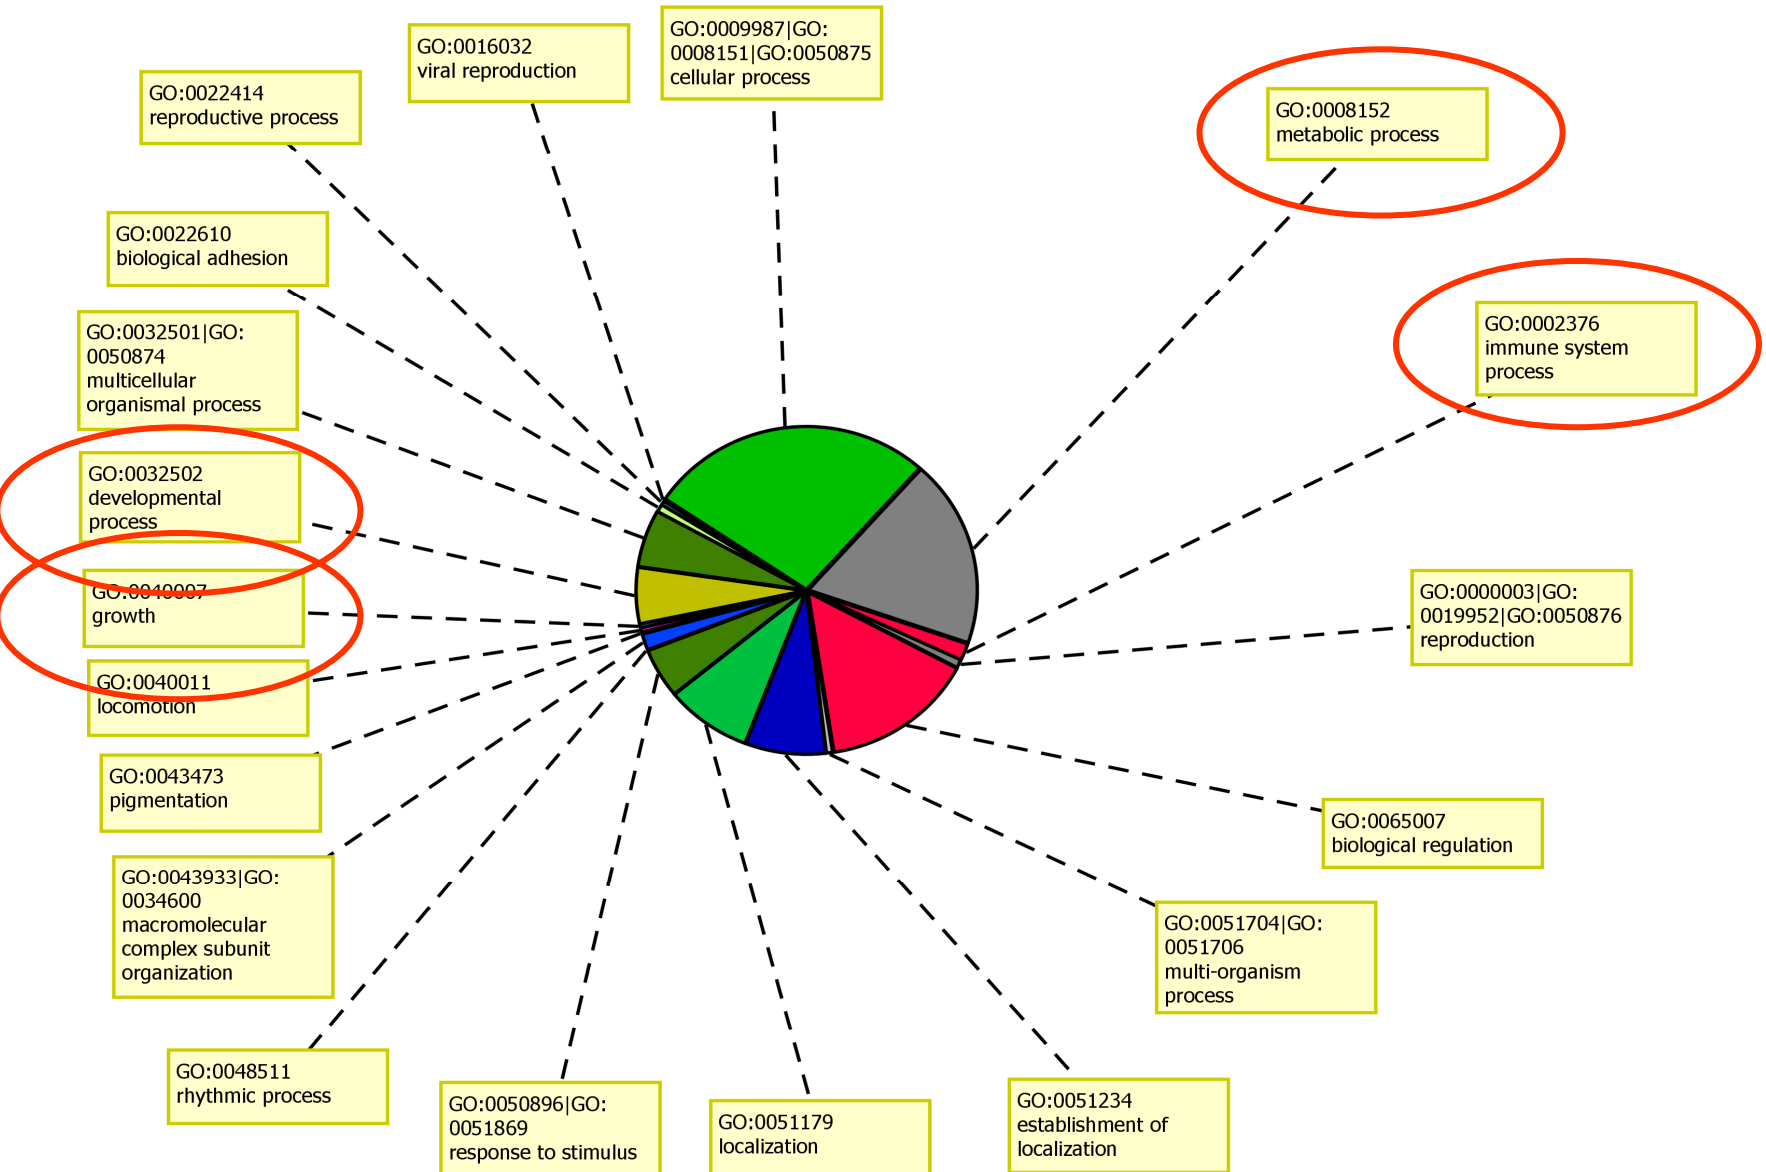 GO:0016032
viral reproduction
GO:0009987|GO:
0008151|GO:0050875
cellular process
GO:0022414
reproductive process
GO:0008152
metabolic process
GO:0022610
biological adhesion
GO:0002376
immune system
process
GO:0032501|GO:
0050874
multicellular
organismal process
GO:0032502
developmental
process
GO:0040007
growth
GO:0000003|GO:
0019952|GO:0050876
reproduction
GO:0040011
locomotion
GO:0043473
pigmentation
GO:0065007
biological regulation
GO:0043933|GO:
0034600
macromolecular
complex subunit
organization
GO:0051704|GO:
0051706
multi-organism
process
GO:0048511
rhythmic process
GO:0050896|GO:
0051869
response to stimulus
GO:0051179
localization
GO:0051234
establishment of
localization